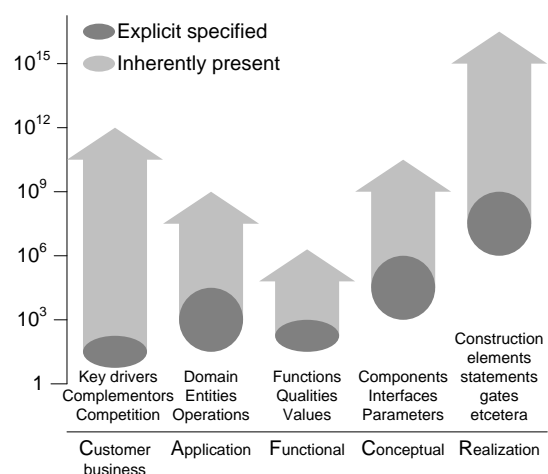 Explicit specified
Inherently present
10^15
10^12
10^9
10^6
10^3
1
Key drivers
Complementors
Competition
Domain
Entities
Operations
Functions
Qualities
Values
Components
Interfaces
Parameters
Construction
elements
statements
gates
etcetera
Customer
business
Application
Functional
Conceptual
Realization